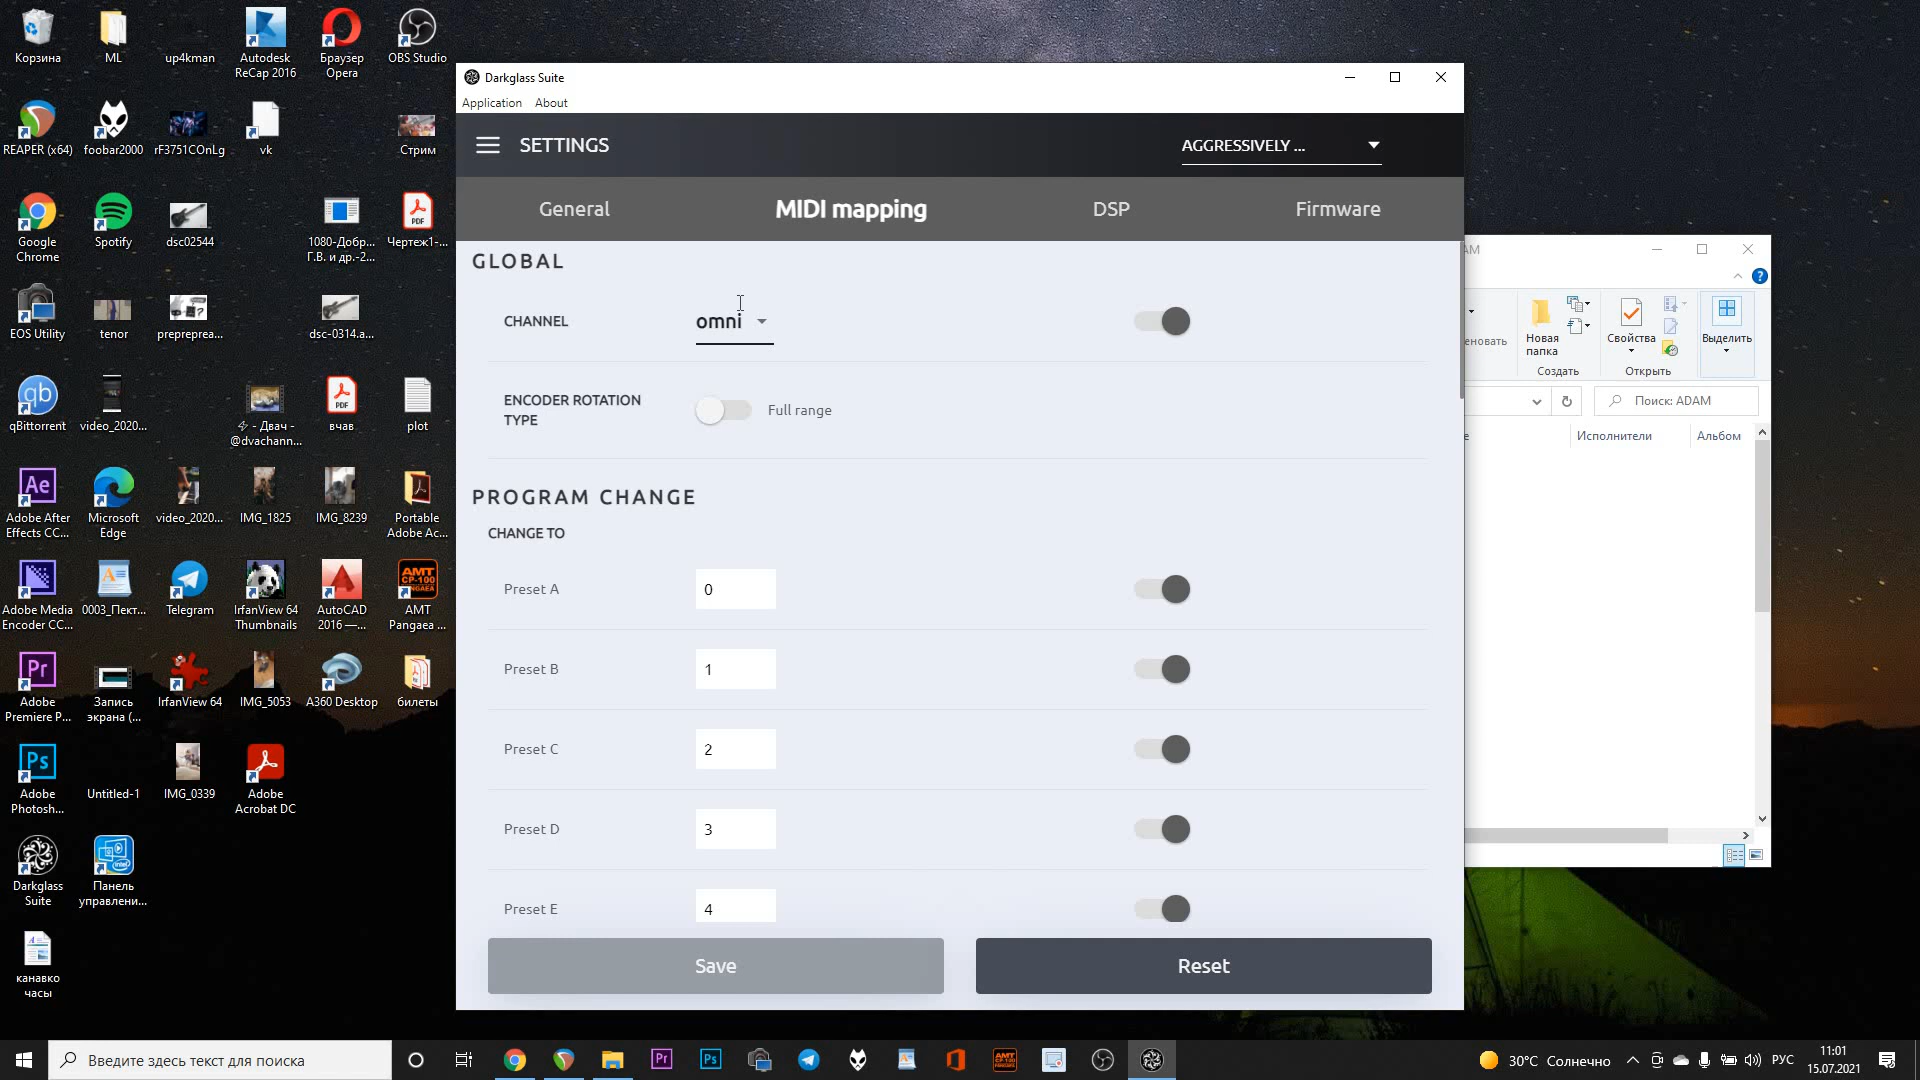 Корзина
ML
up4kman
Autodesk
ReCap 2016
Браузер
Opera
OBS Studio
REAPER (x64)
foobar2000
rF3751COnLg
vk
Стрим
Google
Chrome
Spotify
dsc02544
1080-Добр...
Г.В. и др.-2...
Чертеж1-...
EOS Utility
tenor
preprepreа...
dsc-0314.a...
qBittorrent
video_2020...
⚡ - Двач -
@dvachann...
вчав
plot
Adobe After
Effects CC...
Microsoft
Edge
video_2020...
IMG_1825
IMG_8239
Portable
Adobe Ac...
Adobe Media
Encoder CC...
0003_Пект...
Telegram
IrfanView 64
Thumbnails
AutoCAD
2016 —...
AMT
Pangaea ...
Adobe
Premiere P...
Запись
экрана (...
IrfanView 64
IMG_5053
A360 Desktop
билеты
Adobe
Photosh...
Untitled-1
IMG_0339
Adobe
Acrobat DC
Darkglass
Suite
Панель
управлени...
канавко
часы
Darkglass Suite
Application About
SETTINGS
AGGRESSIVELY ...
General
MIDI mapping
DSP
Firmware
GLOBAL
CHANNEL
omni
ENCODER ROTATION
TYPE
Full range
PROGRAM CHANGE
CHANGE TO
Preset A
0
Preset B
1
Preset C
2
Preset D
3
Preset E
4
Save
Reset
AM
еновать
Новая
папка
Создать
Свойства
Открыть
Выделить
Поиск: ADAM
е
Исполнители
Альбом
Введите здесь текст для поиска
30°C Солнечно
РУС
11:01
15.07.2021